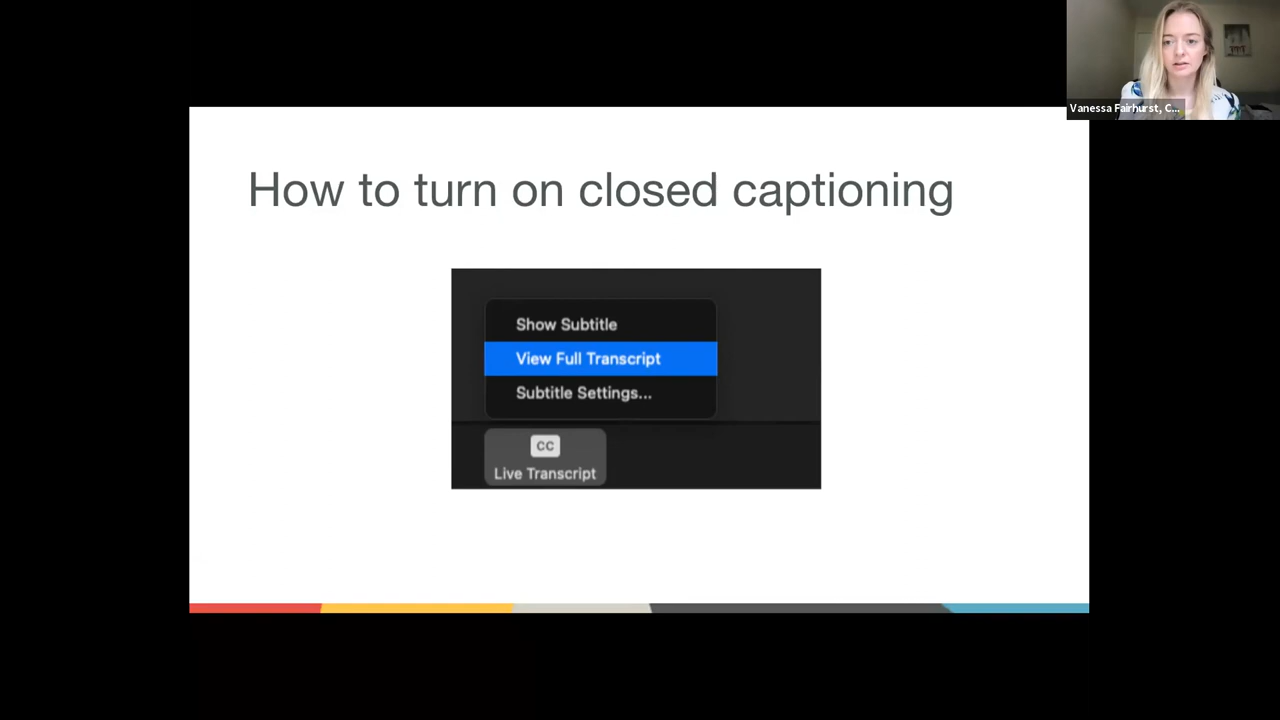 Vanessa Fairhurst, C...
How to turn on closed captioning
Show Subtitle
View Full Transcript
Subtitle Settings...
CC
Live Transcript